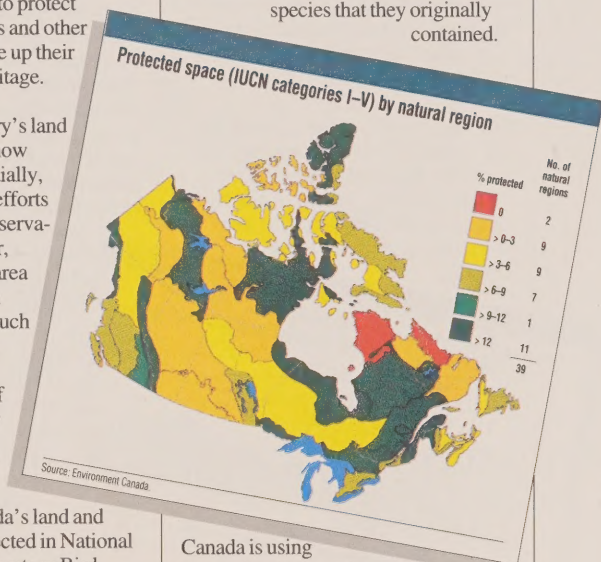 to protect
s and other
e up their
itage.
ry's land
ow
ially,
efforts
serva-
r,
area
uch
f
da's land and
cted in National
species that they originally
contained.
Protected space (IUCN categories I–V) by natural region
% protected
No. of
natural
regions
0 2
> 0–3 9
> 3–6 9
> 6–9 7
> 9–12 1
> 12 11
39
Source: Environment Canada.
Canada is using